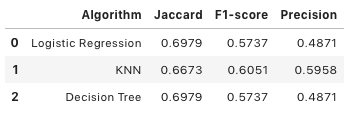 Algorithm Jaccard F1-score Precision
0 Logistic Regression 0.6979 0.5737 0.4871
1 KNN 0.6673 0.6051 0.5958
2 Decision Tree 0.6979 0.5737 0.4871